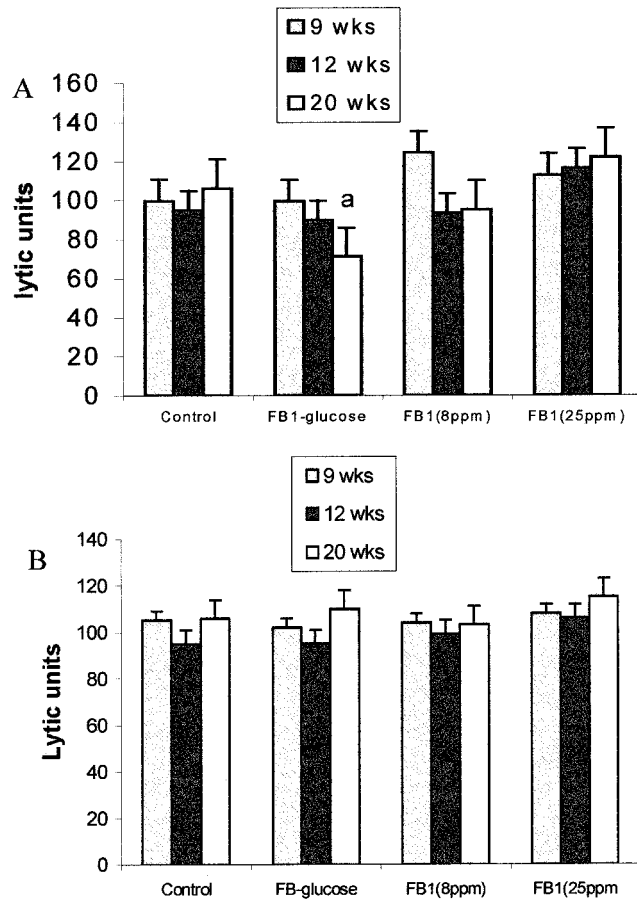 9 wks
12 wks
20 wks
A
160
140
120
100
80
60
40
20
0
lytic units
a
Control FB1-glucose FB1(8ppm) FB1(25ppm)
9 wks
12 wks
20 wks
B
140
120
100
80
60
40
20
0
Lytic units
Control FB-glucose FB1(8ppm) FB1(25ppm